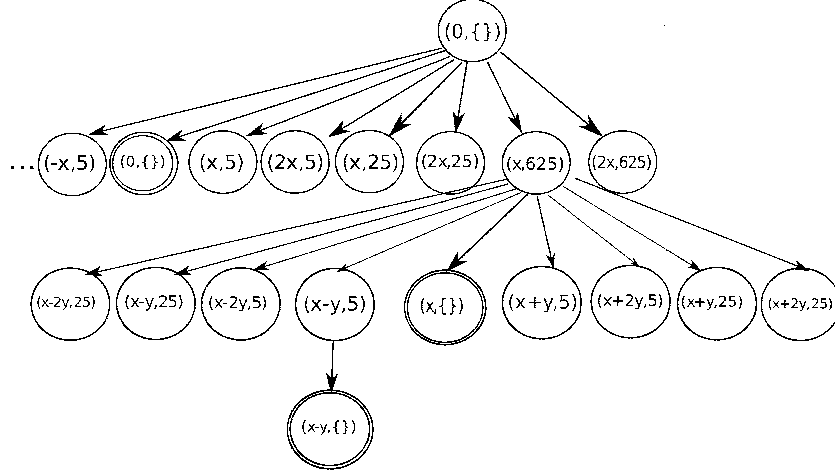 (0,{})
...(-x,5) (0,{}) (x,5) (2x,5) (x,25) (2x,25) (x,625) (2x,625)
(x-2y,25) (x-y,25) (x-2y,5) (x-y,5) (x,{}) (x+y,5) (x+2y,5) (x+y,25) (x+2y,25)
(x-y,{})